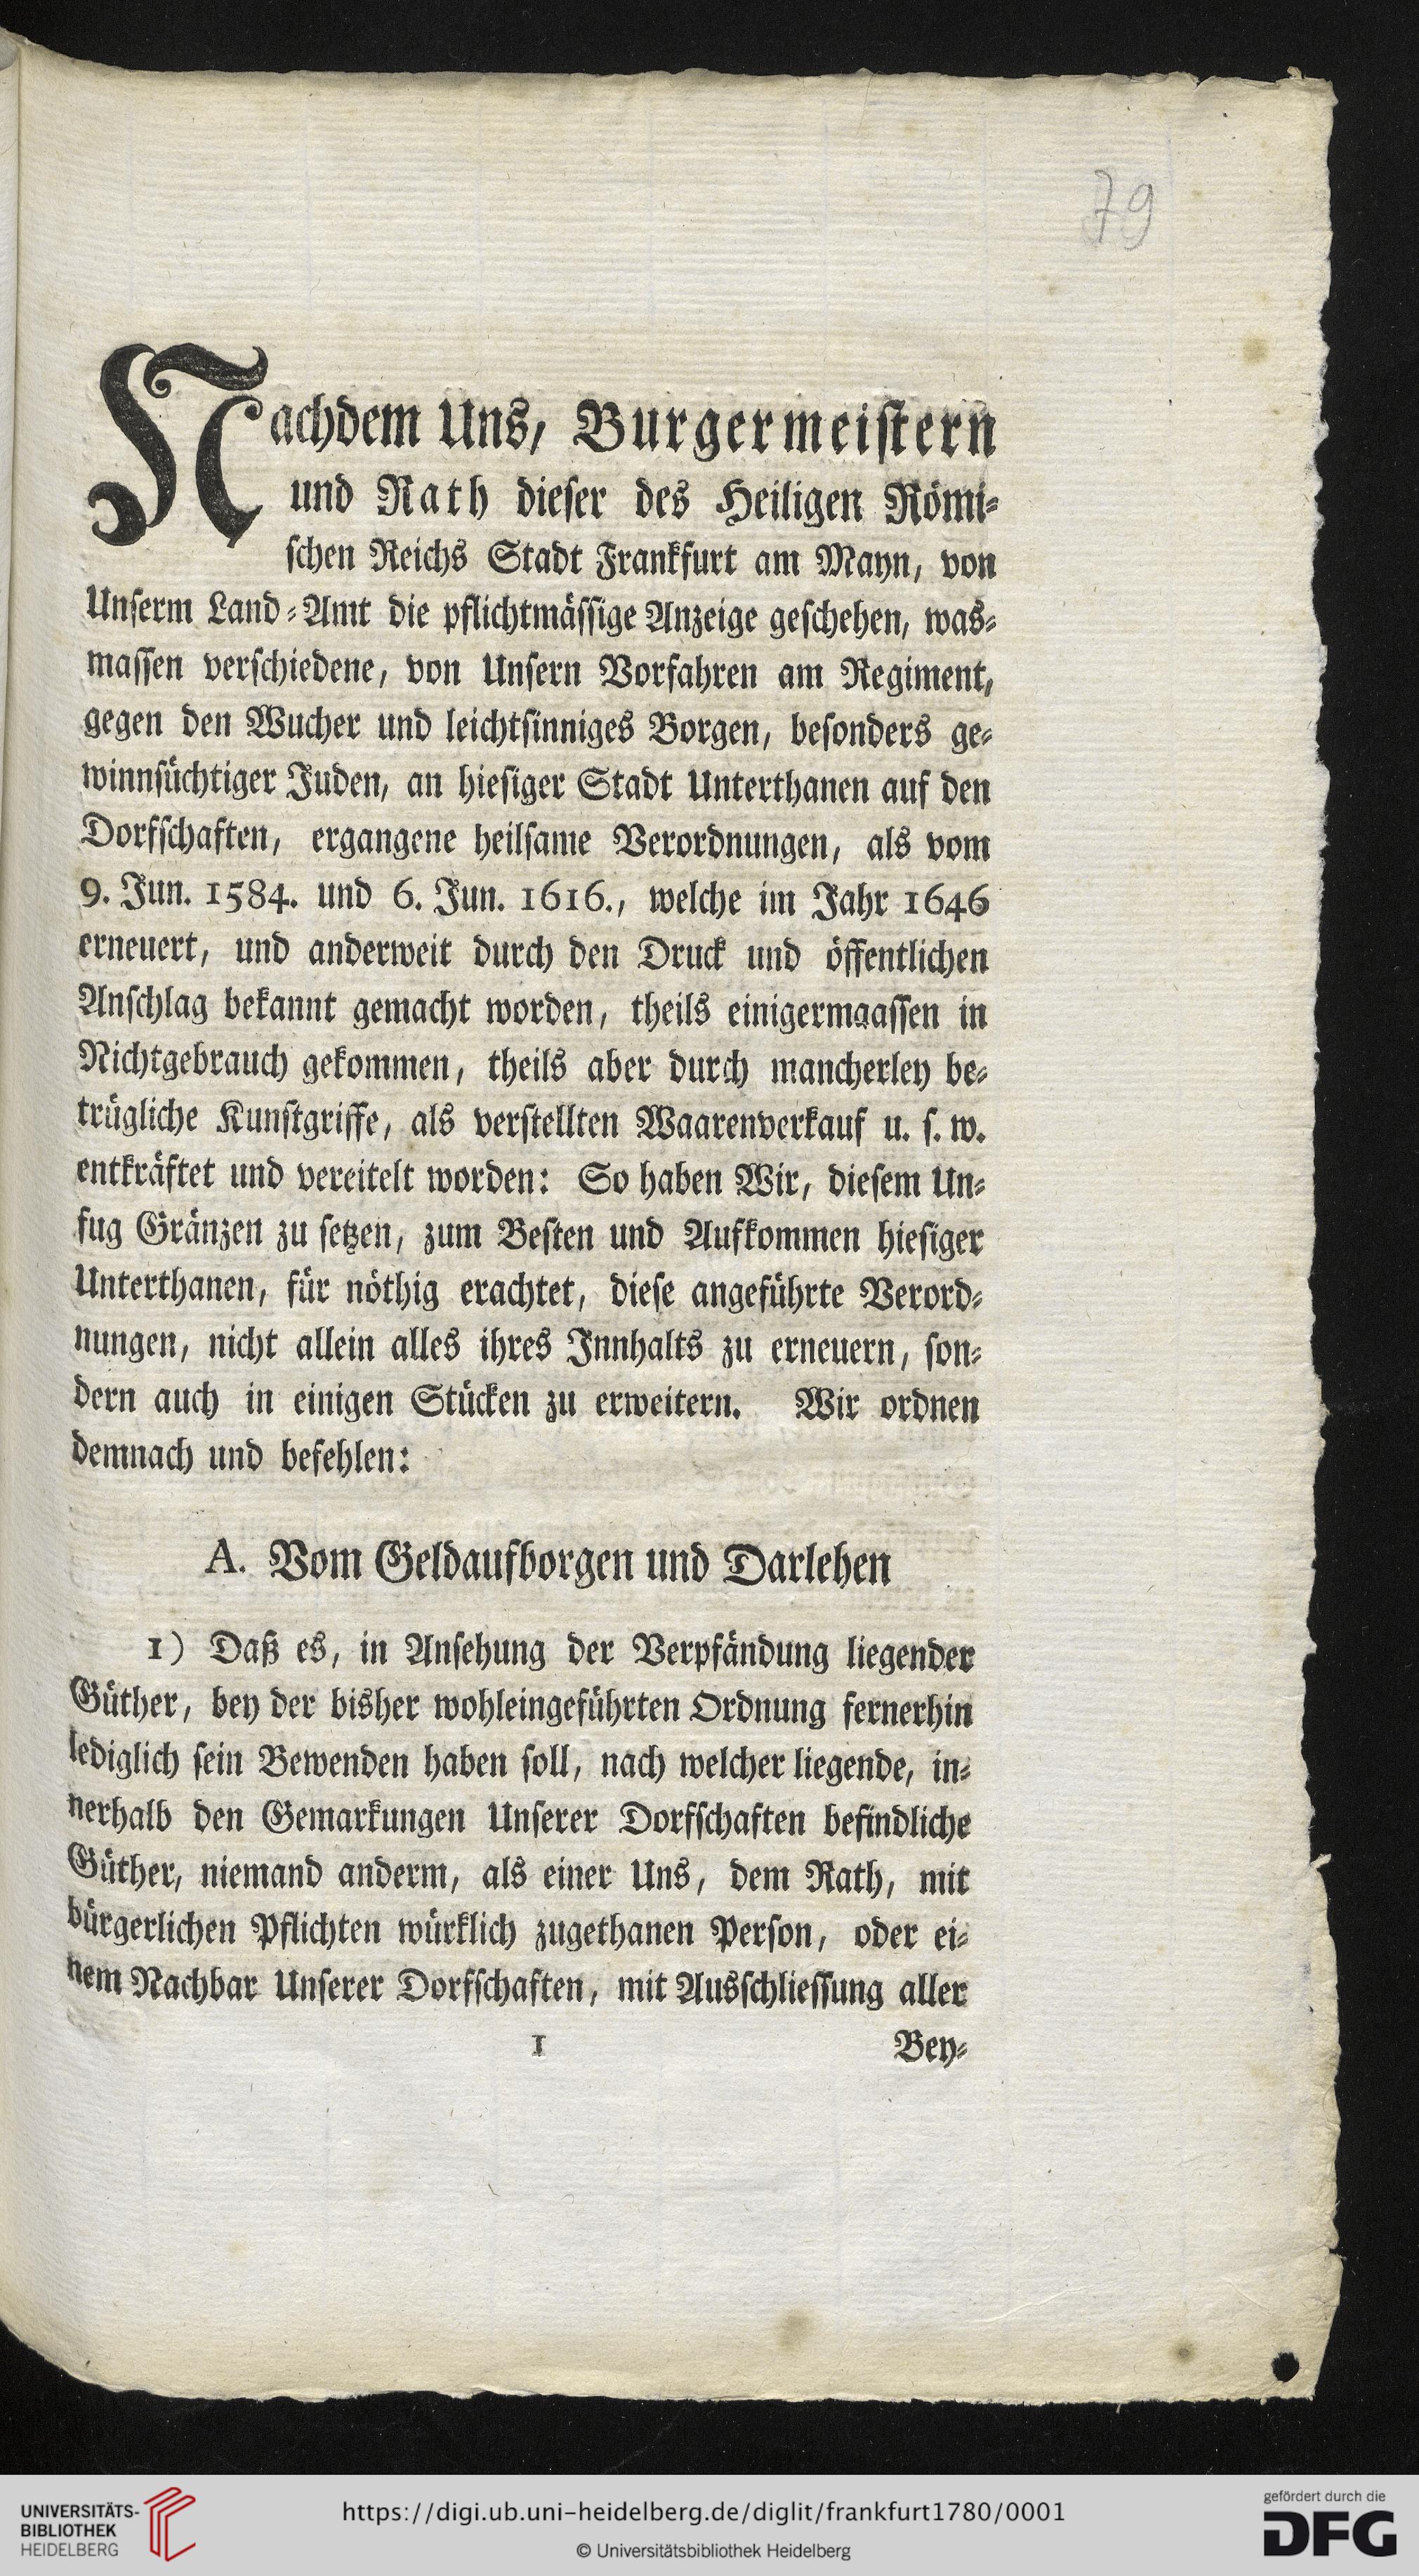 79
Nachdem Uns, Burgermeistern
und Rath dieser des Heiligen Römi-
schen Reichs Stadt Frankfurt am Mayn, von
Unserm Land-Amt die pflichtmässige Anzeige geschehen, was-
massen verschiedene, von Unsern Vorfahren am Regiment,
gegen den Wucher und leichtsinniges Borgen, besonders ge-
winnsüchtiger Juden, an hiesiger Stadt Unterthanen auf den
Dorfschaften, ergangene heilsame Verordnungen, als vom
9. Jun. 1584. und 6. Jun. 1616., welche im Jahr 1646
erneuert, und anderweit durch den Druck und öffentlichen
Anschlag bekannt gemacht worden, theils einigermaassen in
Nichtgebrauch gekommen, theils aber durch mancherley be-
trügliche Kunstgriffe, als verstellten Waarenverkauf u. s. w.
entkräftet und vereitelt worden: So haben Wir, diesem Un-
fug Gränzen zu setzen, zum Besten und Aufkommen hiesiger
Unterthanen, für nöthig erachtet, diese angeführte Verord-
nungen, nicht allein alles ihres Innhalts zu erneuern, son-
dern auch in einigen Stücken zu erweitern. Wir ordnen
demnach und befehlen:
A. Vom Geldaufborgen und Darlehen
1) Daß es, in Ansehung der Verpfändung liegender
Güther, bey der bisher wohleingeführten Ordnung fernerhin
lediglich sein Bewenden haben soll, nach welcher liegende, in-
nerhalb den Gemarkungen Unserer Dorfschaften befindliche
Güther, niemand anderm, als einer Uns, dem Rath, mit
bürgerlichen Pflichten würklich zugethanen Person, oder ei-
nem Nachbar Unserer Dorfschaften, mit Ausschliessung aller
1 Bey-
UNIVERSITÄTS-
BIBLIOTHEK
HEIDELBERG
https://digi.ub.uni-heidelberg.de/diglit/frankfurt1780/0001
© Universitätsbibliothek Heidelberg
gefördert durch die
DFG